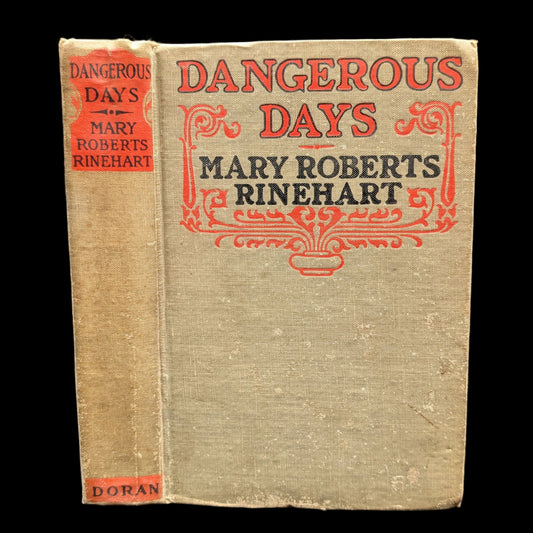 DANGEROUS
DAYS
MARY
ROBERTS
RINEHART
DORAN
DANGEROUS
DAYS
MARY ROBERTS
RINEHART